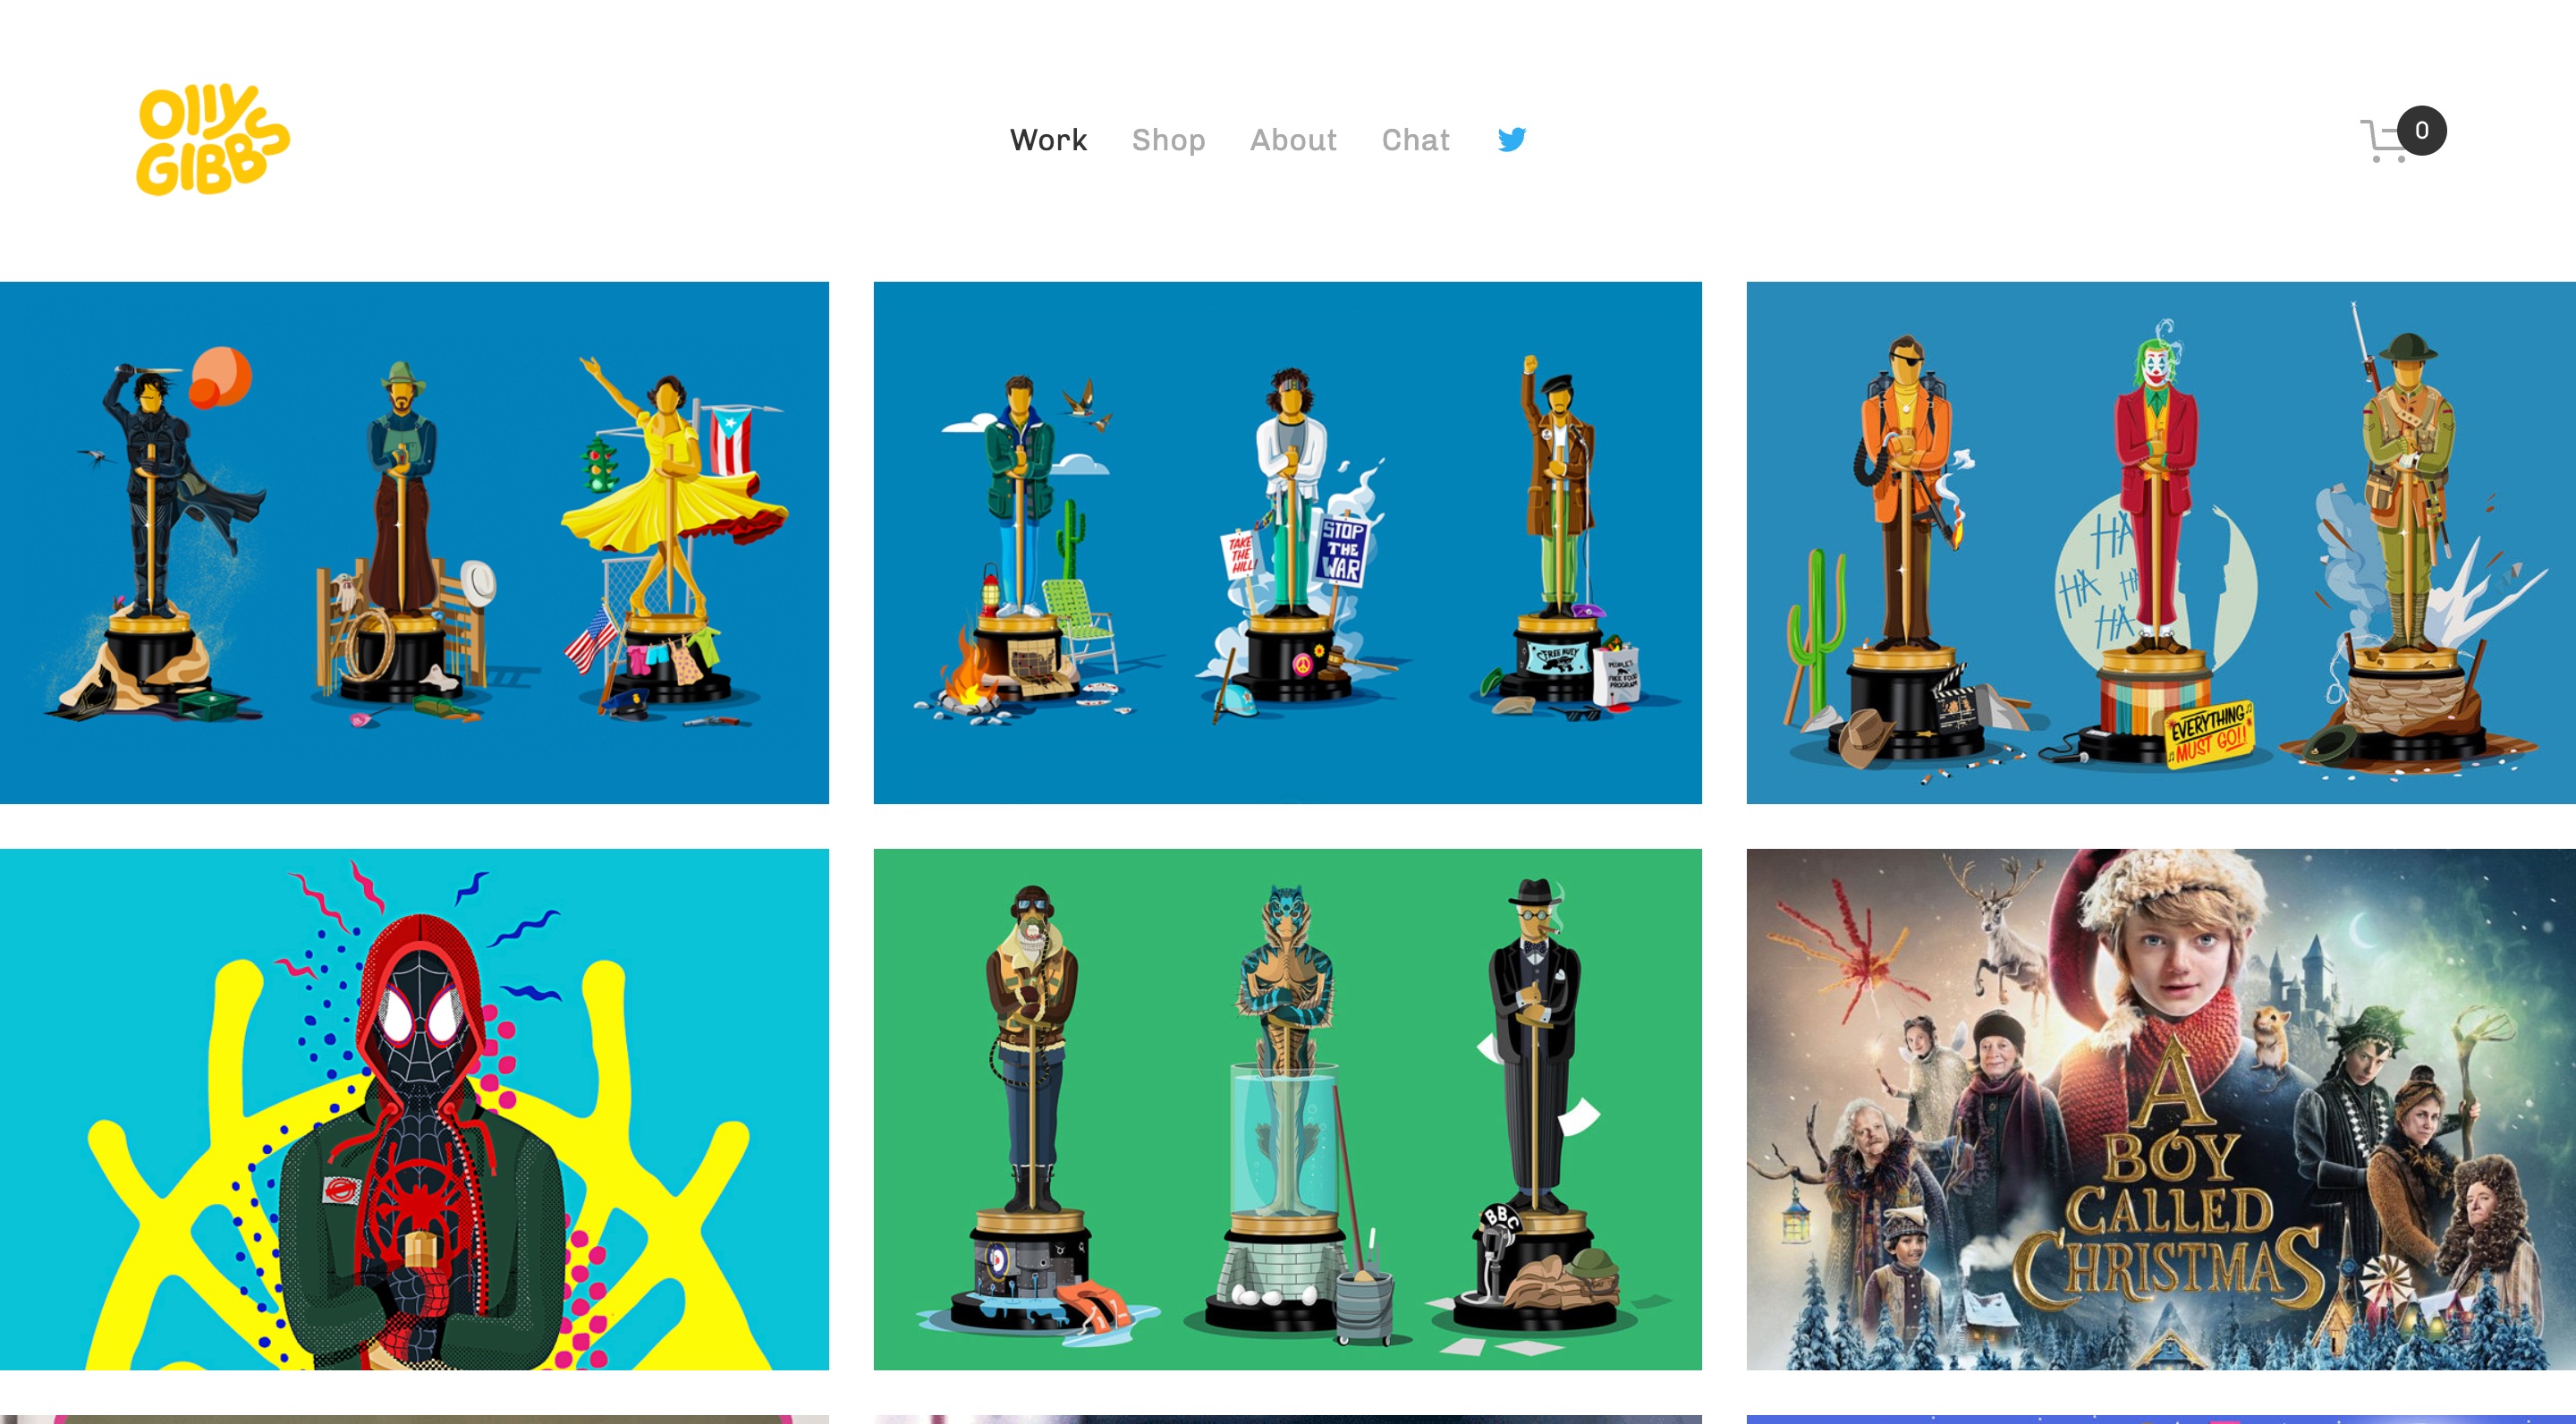 Olly
GIBBS
Work
Shop
About
Chat
0
TAKE
THE
HILL!
STOP
THE
WAR
FREE HUEY
PEOPLE'S
FREE FOOD
PROGRAM
HA
HA
HA
HA
EVERYTHING
MUST GO!!
BBC
A
BOY
CALLED
CHRISTMAS